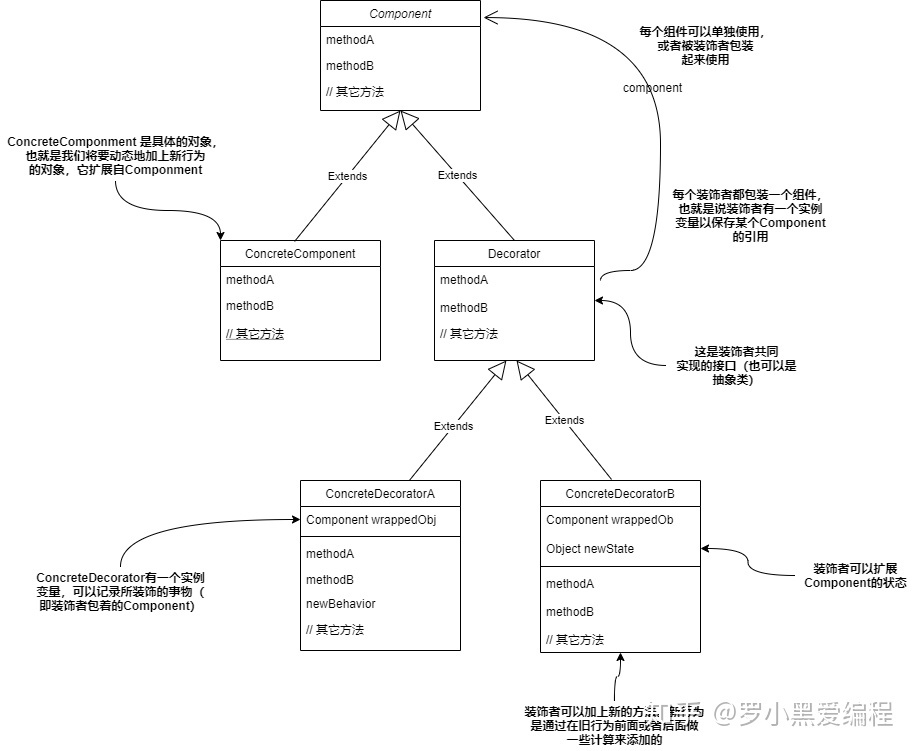 Component
methodA
methodB
// 其它方法
每个组件可以单独使用，
或者被装饰者包装
起来使用
component
ConcreteComponment 是具体的对象，
也就是我们将要动态地加上新行为
的对象，它扩展自Componment
Extends
Extends
每个装饰者都包装一个组件，
也就是说装饰者有一个实例
变量以保存某个Component
的引用
ConcreteComponent
methodA
methodB
// 其它方法
Decorator
methodA
methodB
// 其它方法
这是装饰者共同
实现的接口（也可以是
抽象类）
Extends
Extends
ConcreteDecoratorA
Component wrappedObj
methodA
methodB
newBehavior
// 其它方法
ConcreteDecoratorB
Component wrappedOb
Object newState
methodA
methodB
// 其它方法
ConcreteDecorator有一个实例
变量，可以记录所装饰的事物（
即装饰者包着的Component）
装饰者可以扩展
Component的状态
装饰者可以加上新的方法，新行为
是通过在旧行为前面或者后面做
一些计算来添加的
知乎 @罗小黑爱编程